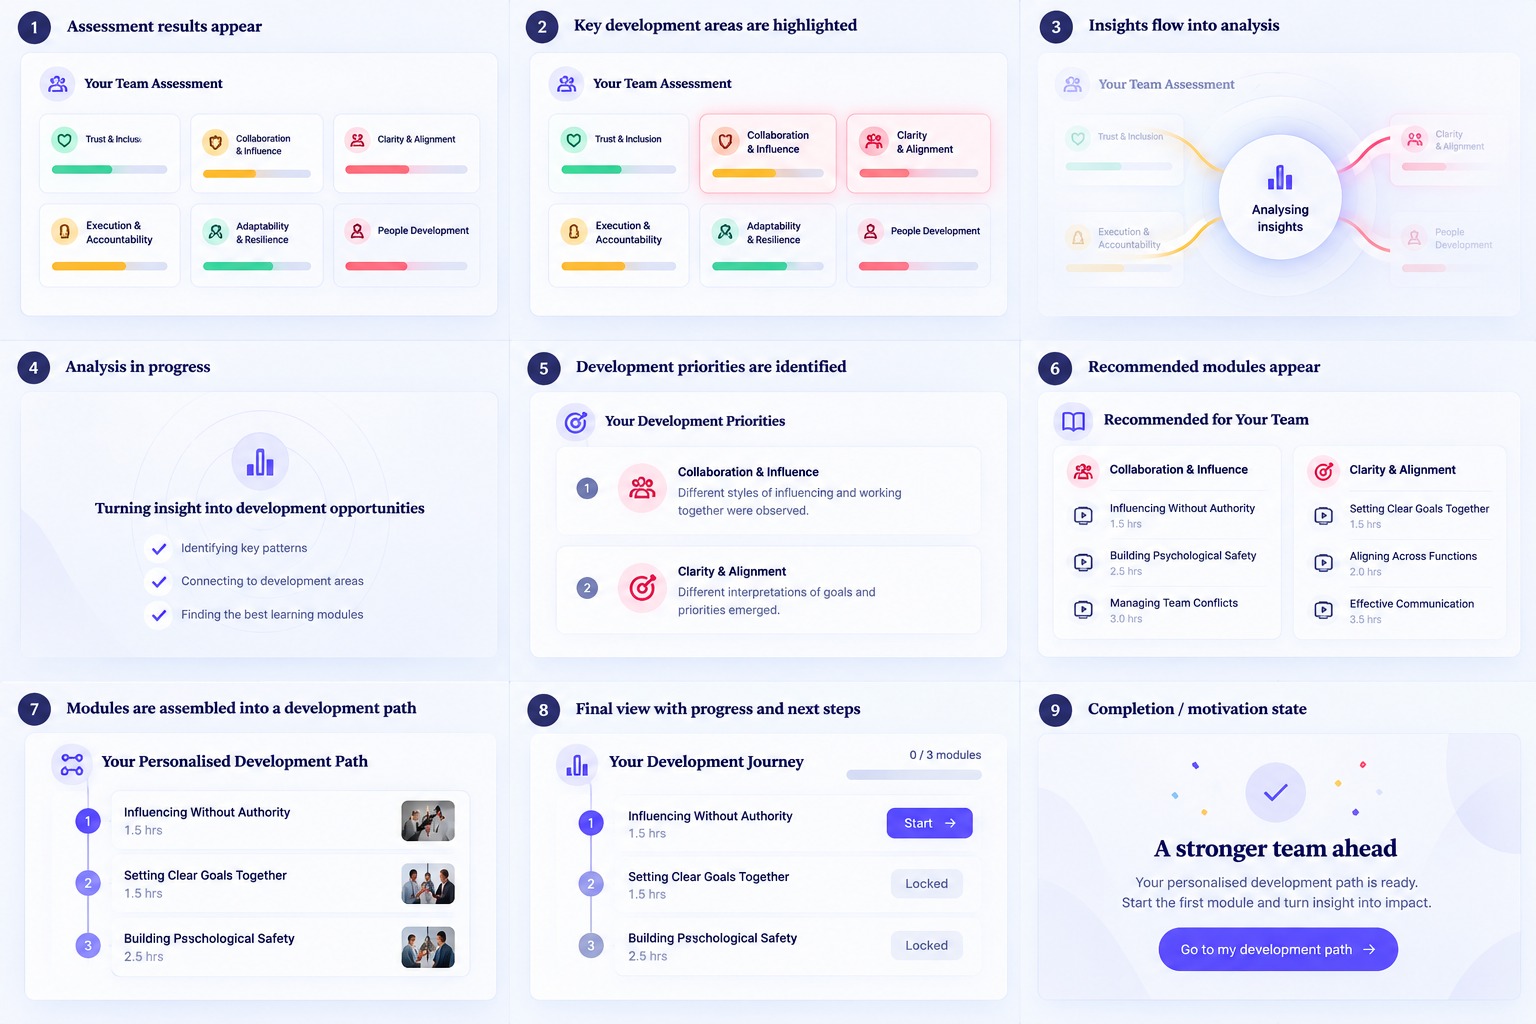 1 Assessment results appear
Your Team Assessment
Trust & Inclus
Collaboration
& Influence
Clarity & Alignment
Execution &
Accountability
Adaptability
& Resilience
People Development
2 Key development areas are highlighted
Your Team Assessment
Trust & Inclusion
Collaboration
& Influence
Clarity
& Alignment
Execution &
Accountability
Adaptability
& Resilience
People Development
3 Insights flow into analysis
Your Team Assessment
Trust & Inclusion
Clarity
& Alignment
Analysing
insights
Execution &
Accountability
People
Development
4 Analysis in progress
Turning insight into development opportunities
Identifying key patterns
Connecting to development areas
Finding the best learning modules
5 Development priorities are identified
Your Development Priorities
1 Collaboration & Influence
Different styles of influencing and working
together were observed.
2 Clarity & Alignment
Different interpretations of goals and
priorities emerged.
6 Recommended modules appear
Recommended for Your Team
Collaboration & Influence
Influencing Without Authority
1.5 hrs
Building Psychological Safety
2.5 hrs
Managing Team Conflicts
3.0 hrs
Clarity & Alignment
Setting Clear Goals Together
1.5 hrs
Aligning Across Functions
2.0 hrs
Effective Communication
3.5 hrs
7 Modules are assembled into a development path
Your Personalised Development Path
1 Influencing Without Authority
1.5 hrs
2 Setting Clear Goals Together
1.5 hrs
3 Building Psschological Safety
2.5 hrs
8 Final view with progress and next steps
Your Development Journey
0 / 3 modules
1 Influencing Without Authority
1.5 hrs
Start →
2 Setting Clear Goals Together
1.5 hrs
Locked
3 Building Psschological Safety
2.5 hrs
Locked
9 Completion / motivation state
A stronger team ahead
Your personalised development path is ready.
Start the first module and turn insight into impact.
Go to my development path →